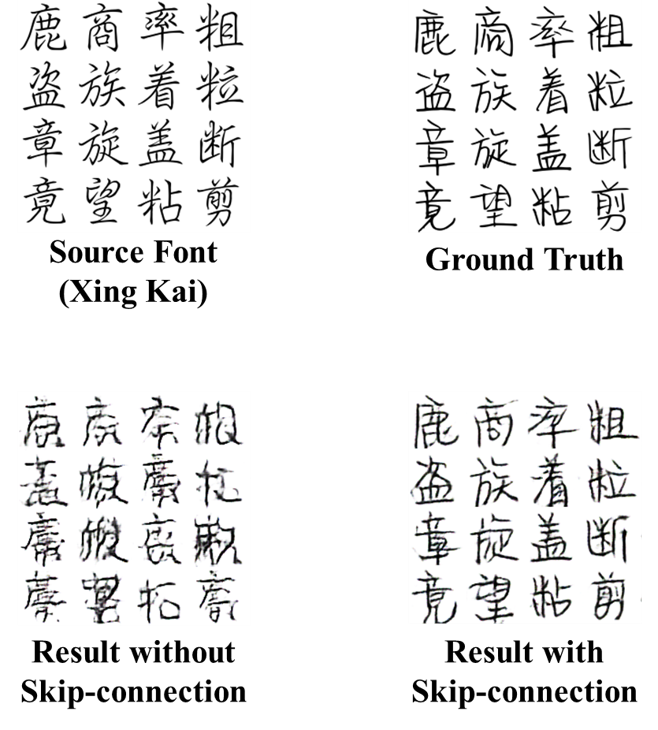 鹿商率粗
盗族着粒
章旋盖断
竟望粘剪
Source Font
(Xing Kai)
鹿商率粗
盗族着粒
章旋盖断
竟望粘剪
Ground Truth
Result without
Skip-connection
鹿商率粗
盗族着粒
章旋盖断
竟望粘剪
Result with
Skip-connection